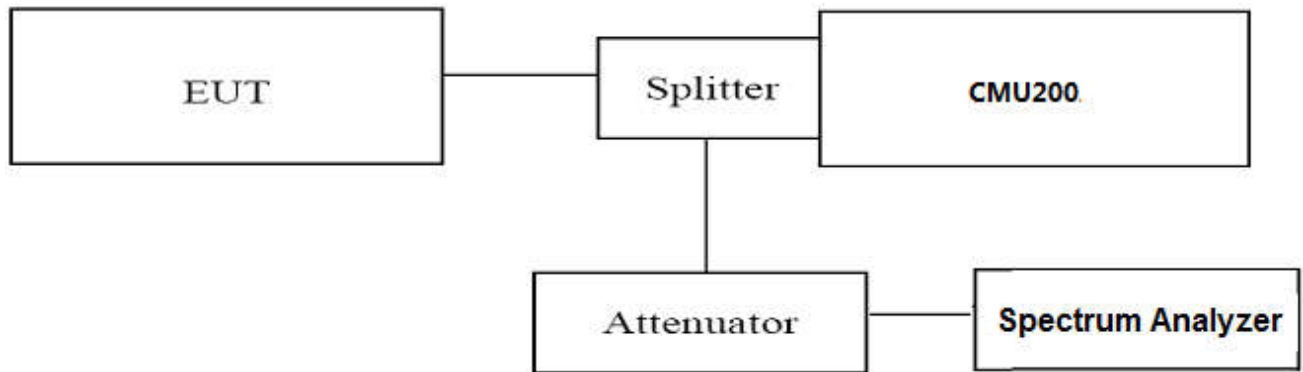 EUT
Splitter
CMU200
Attenuator
Spectrum Analyzer